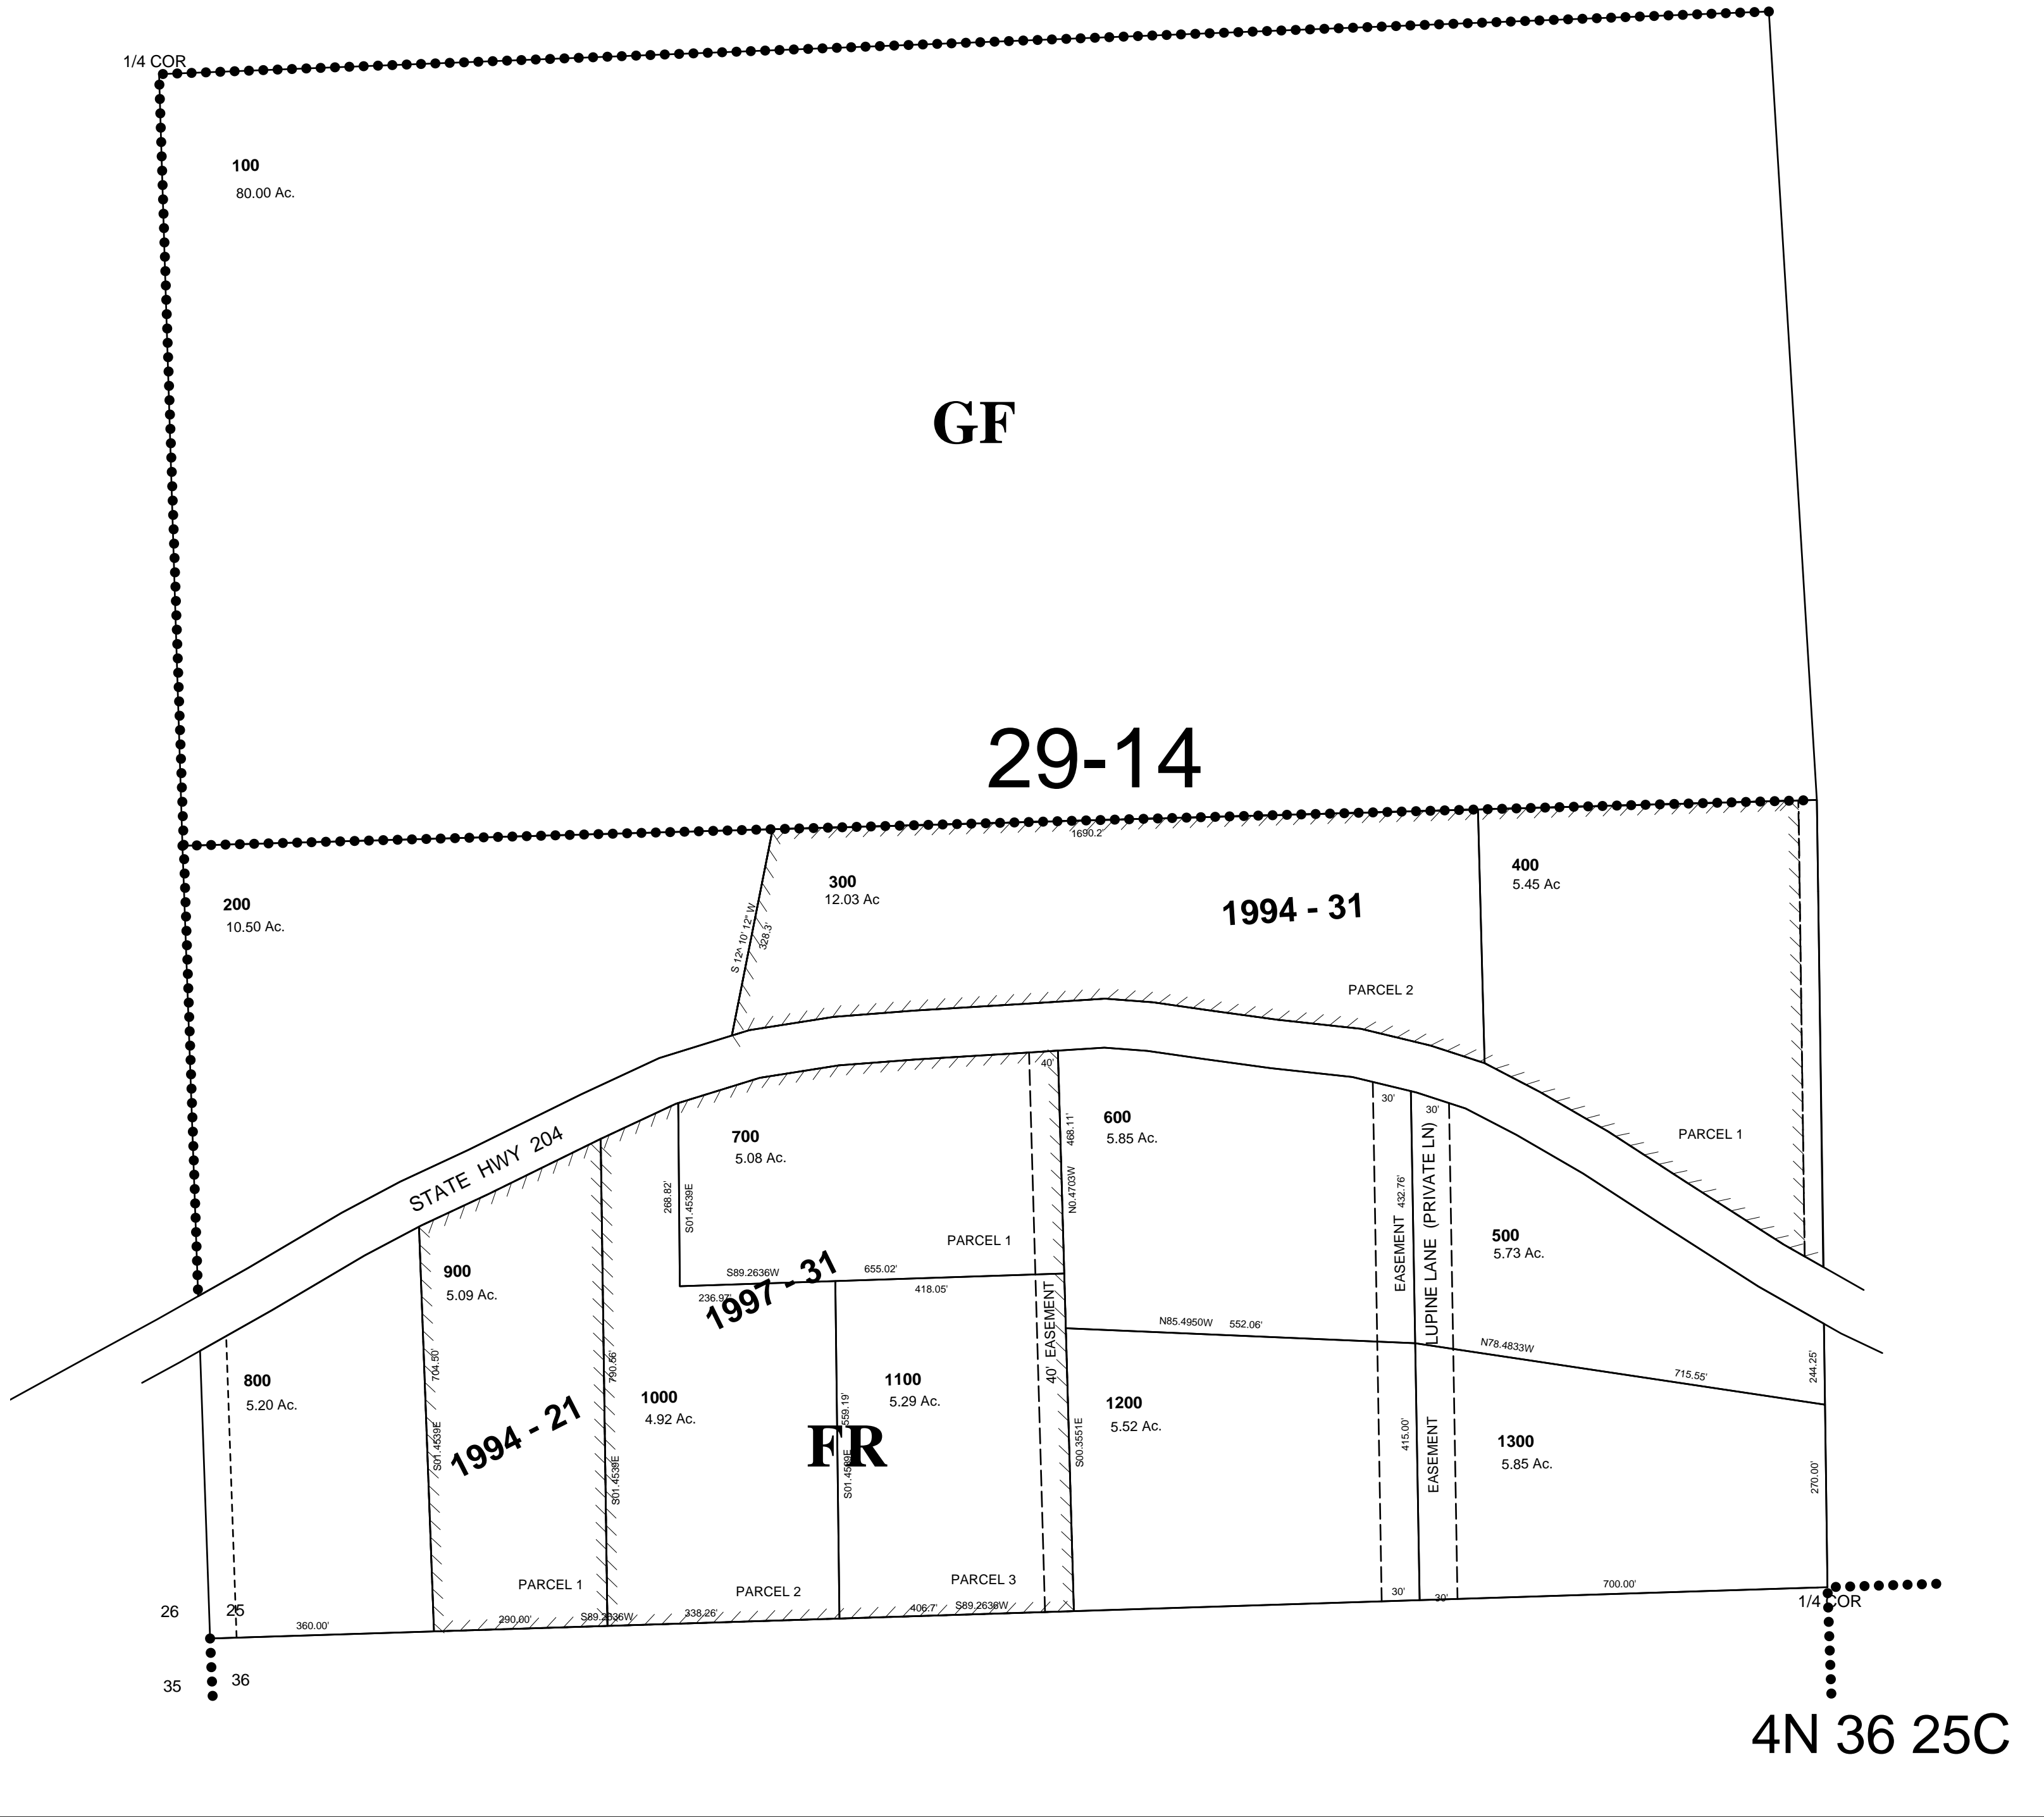 1/4 COR
100
80.00 Ac.
GF
29-14
1690.2'
200
10.50 Ac.
S 12^ 10' 12" W
328.3'
300
12.03 Ac
1994 - 31
PARCEL 2
400
5.45 Ac
PARCEL 1
STATE HWY 204
700
5.08 Ac.
268.82'
S01.4539E
PARCEL 1
S89.2636W
655.02'
236.97'
418.05'
1997 - 31
40'
468.11'
N0.4703W
600
5.85 Ac.
30'
30'
EASEMENT
432.76'
LUPINE LANE (PRIVATE LN)
500
5.73 Ac.
N85.4950W
552.06'
N78.4833W
715.55'
244.25'
900
5.09 Ac.
704.50'
S01.4539E
1994 - 21
PARCEL 1
790.56'
S01.4539E
800
5.20 Ac.
1000
4.92 Ac.
PARCEL 2
559.19'
S01.4539E
FR
1100
5.29 Ac.
PARCEL 3
40' EASEMENT
S00.3551E
1200
5.52 Ac.
415.00'
EASEMENT
1300
5.85 Ac.
270.00'
360.00'
290.00'
S89.2636W
338.26'
406.7'
S89.2636W
30'
30'
700.00'
1/4 COR
26
25
35
36
4N 36 25C